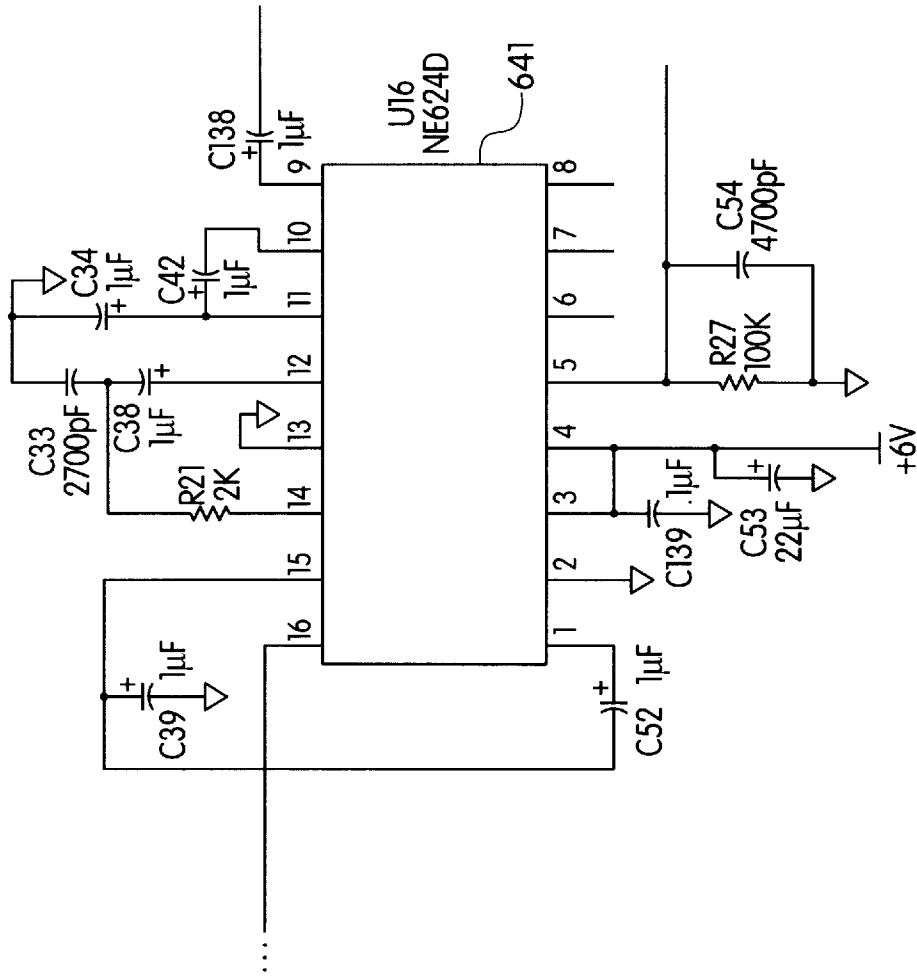 U16
NE624D
641
C138
+
1µF
C34
1µF
+
C42
+
1µF
C33
2700pF
C38
+
1µF
R21
2K
C39
+
1µF
16
15
14
13
12
11
10
9
1
2
3
4
5
6
7
8
C52
+
1µF
C139
.1µF
C53
22µF
+
+6V
R27
100K
C54
4700pF
...